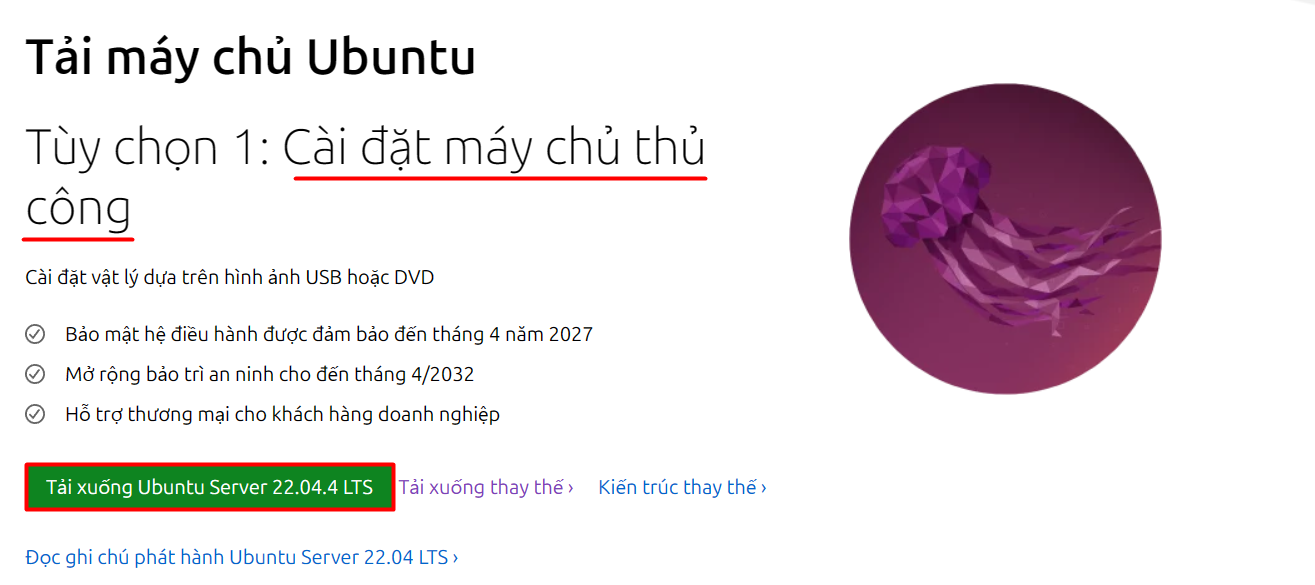 Tải máy chủ Ubuntu
Tùy chọn 1: Cài đặt máy chủ thủ
công
Cài đặt vật lý dựa trên hình ảnh USB hoặc DVD
Bảo mật hệ điều hành được đảm bảo đến tháng 4 năm 2027
Mở rộng bảo trì an ninh cho đến tháng 4/2032
Hỗ trợ thương mại cho khách hàng doanh nghiệp
Tải xuống Ubuntu Server 22.04.4 LTS Tải xuống thay thế › Kiến trúc thay thế ›
Đọc ghi chú phát hành Ubuntu Server 22.04 LTS ›